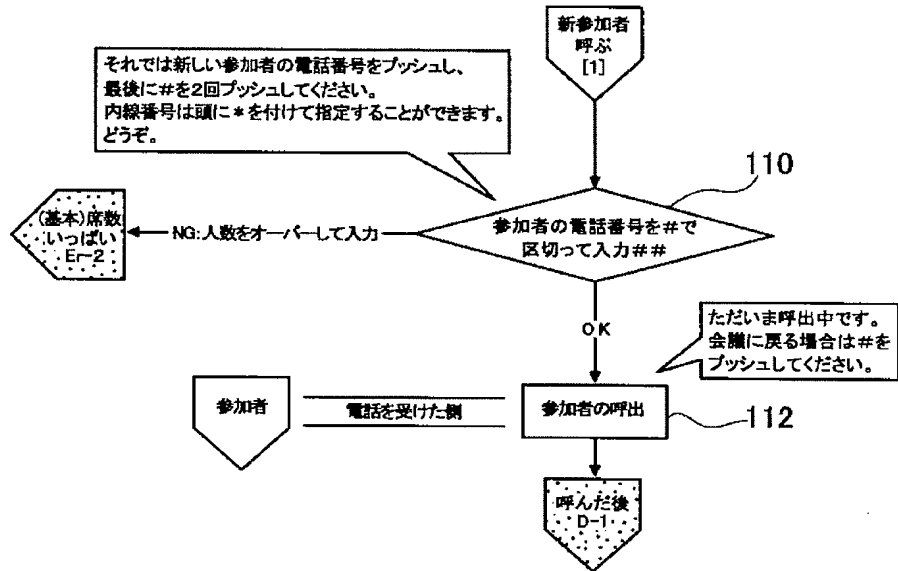 新参加者
呼ぶ
[1]
それでは新しい参加者の電話番号をプッシュし、
最後に#を2回プッシュしてください。
内線番号は頭に*を付けて指定することができます。
どうぞ。
110
(基本)席数
いっぱい
Er-2
NG:人数をオーバーして入力
参加者の電話番号を#で
区切って入力##
OK
ただいま呼出中です。
会議に戻る場合は#を
プッシュしてください。
参加者
電話を受けた側
参加者の呼出
112
呼んだ後
D-1